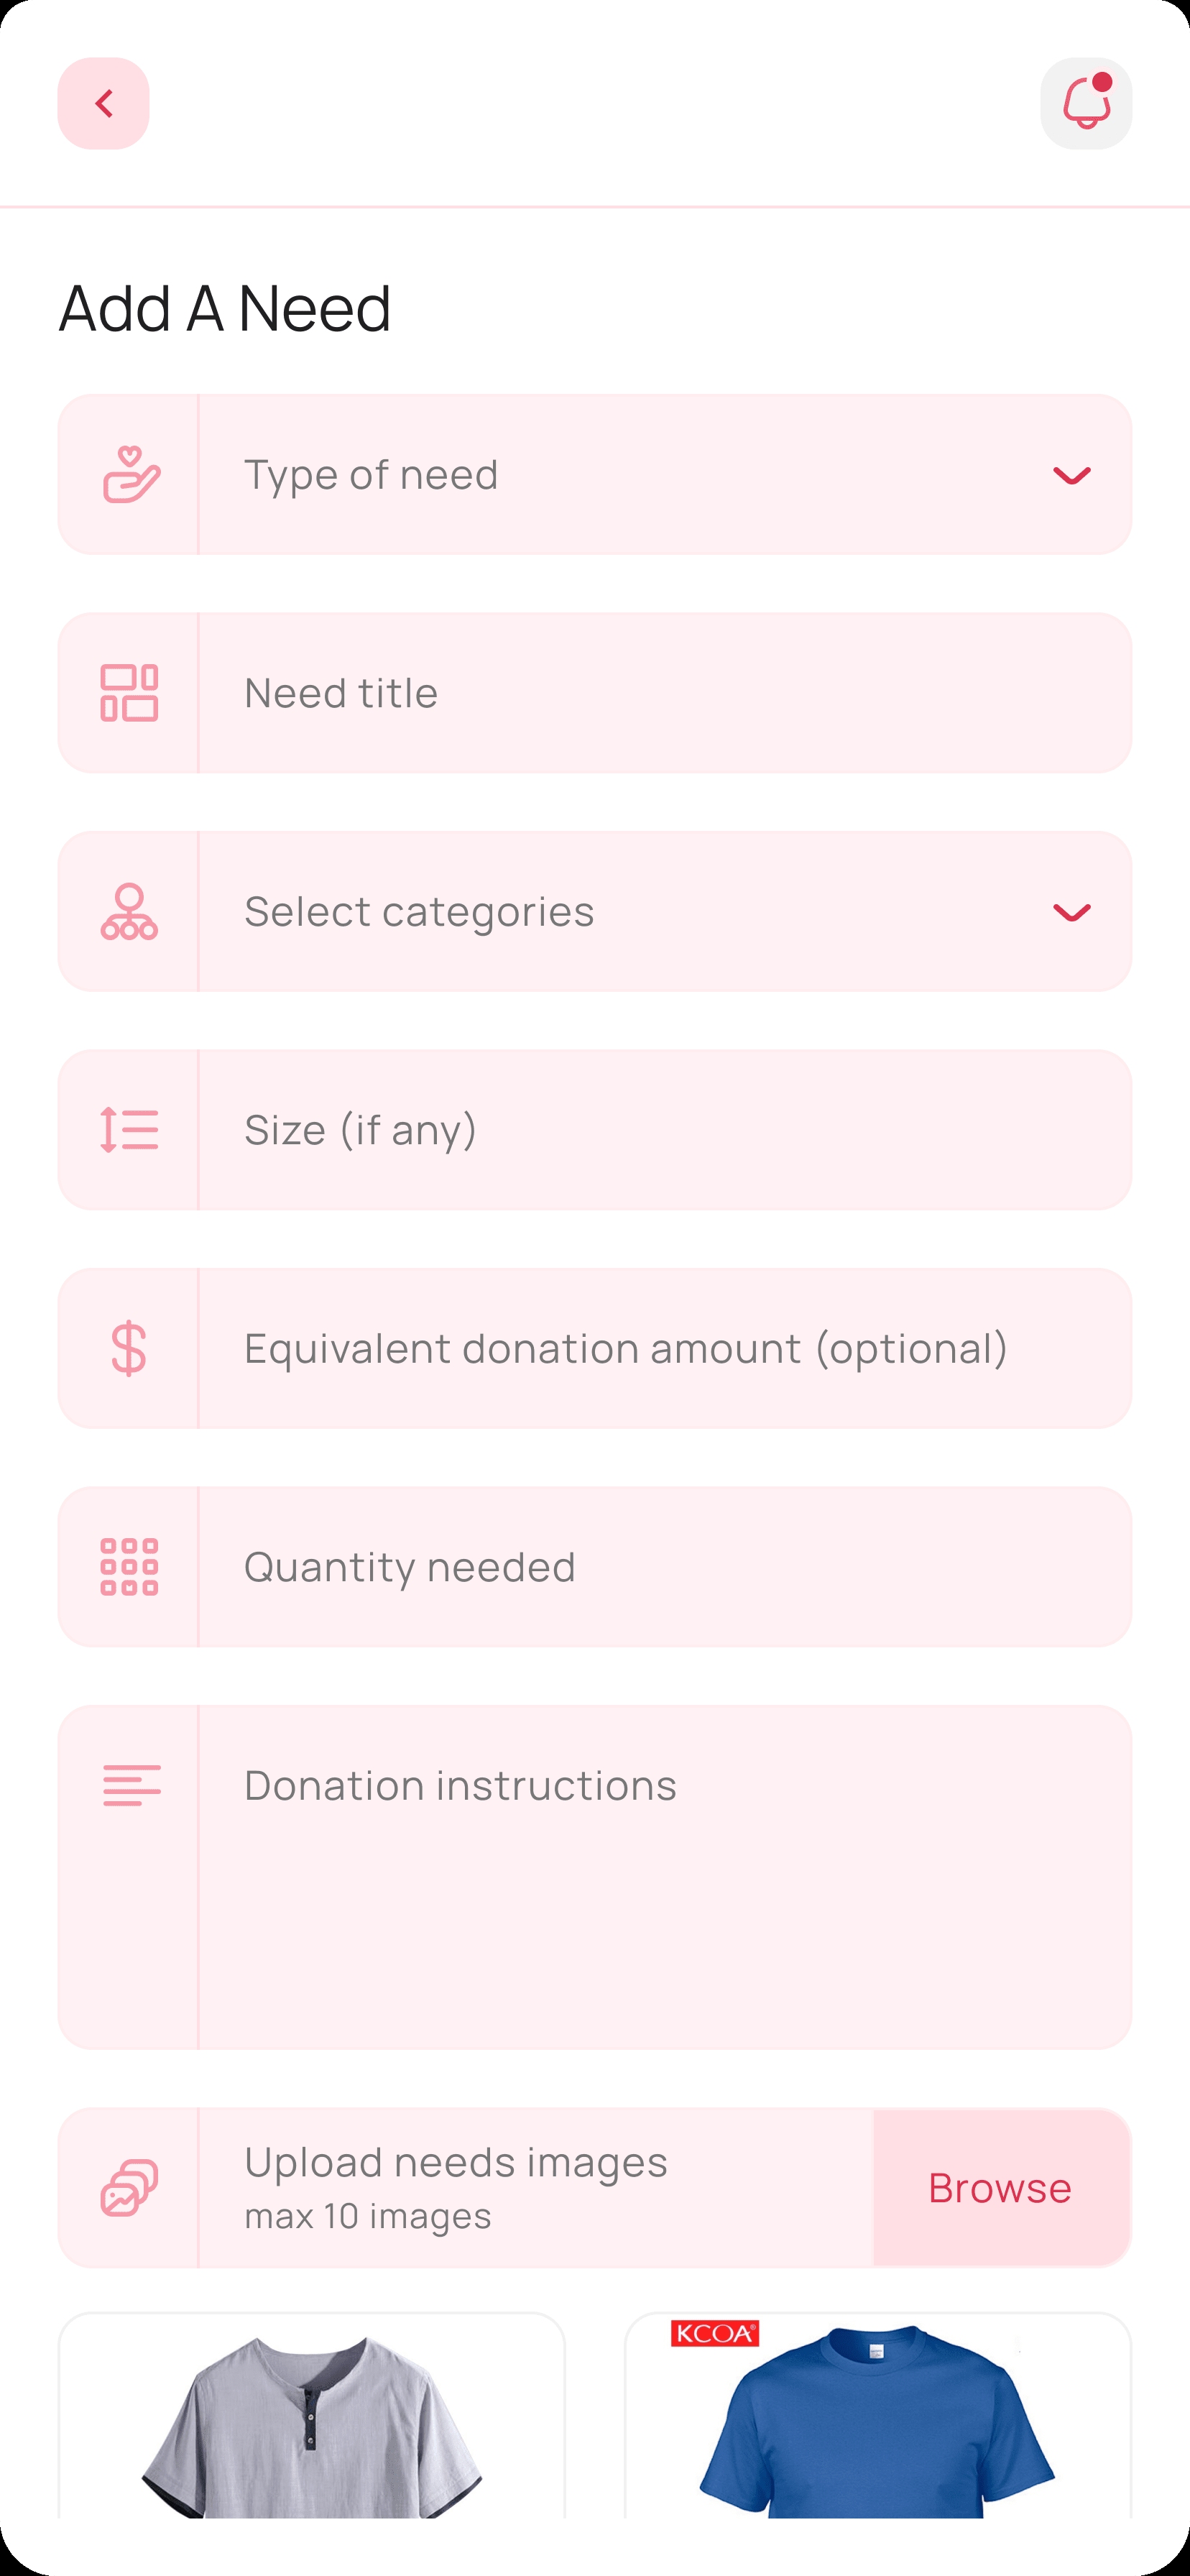 Add A Need
Type of need
Need title
Select categories
Size (if any)
$
Equivalent donation amount (optional)
Quantity needed
Donation instructions
Upload needs images
max 10 images
Browse
KCOA®